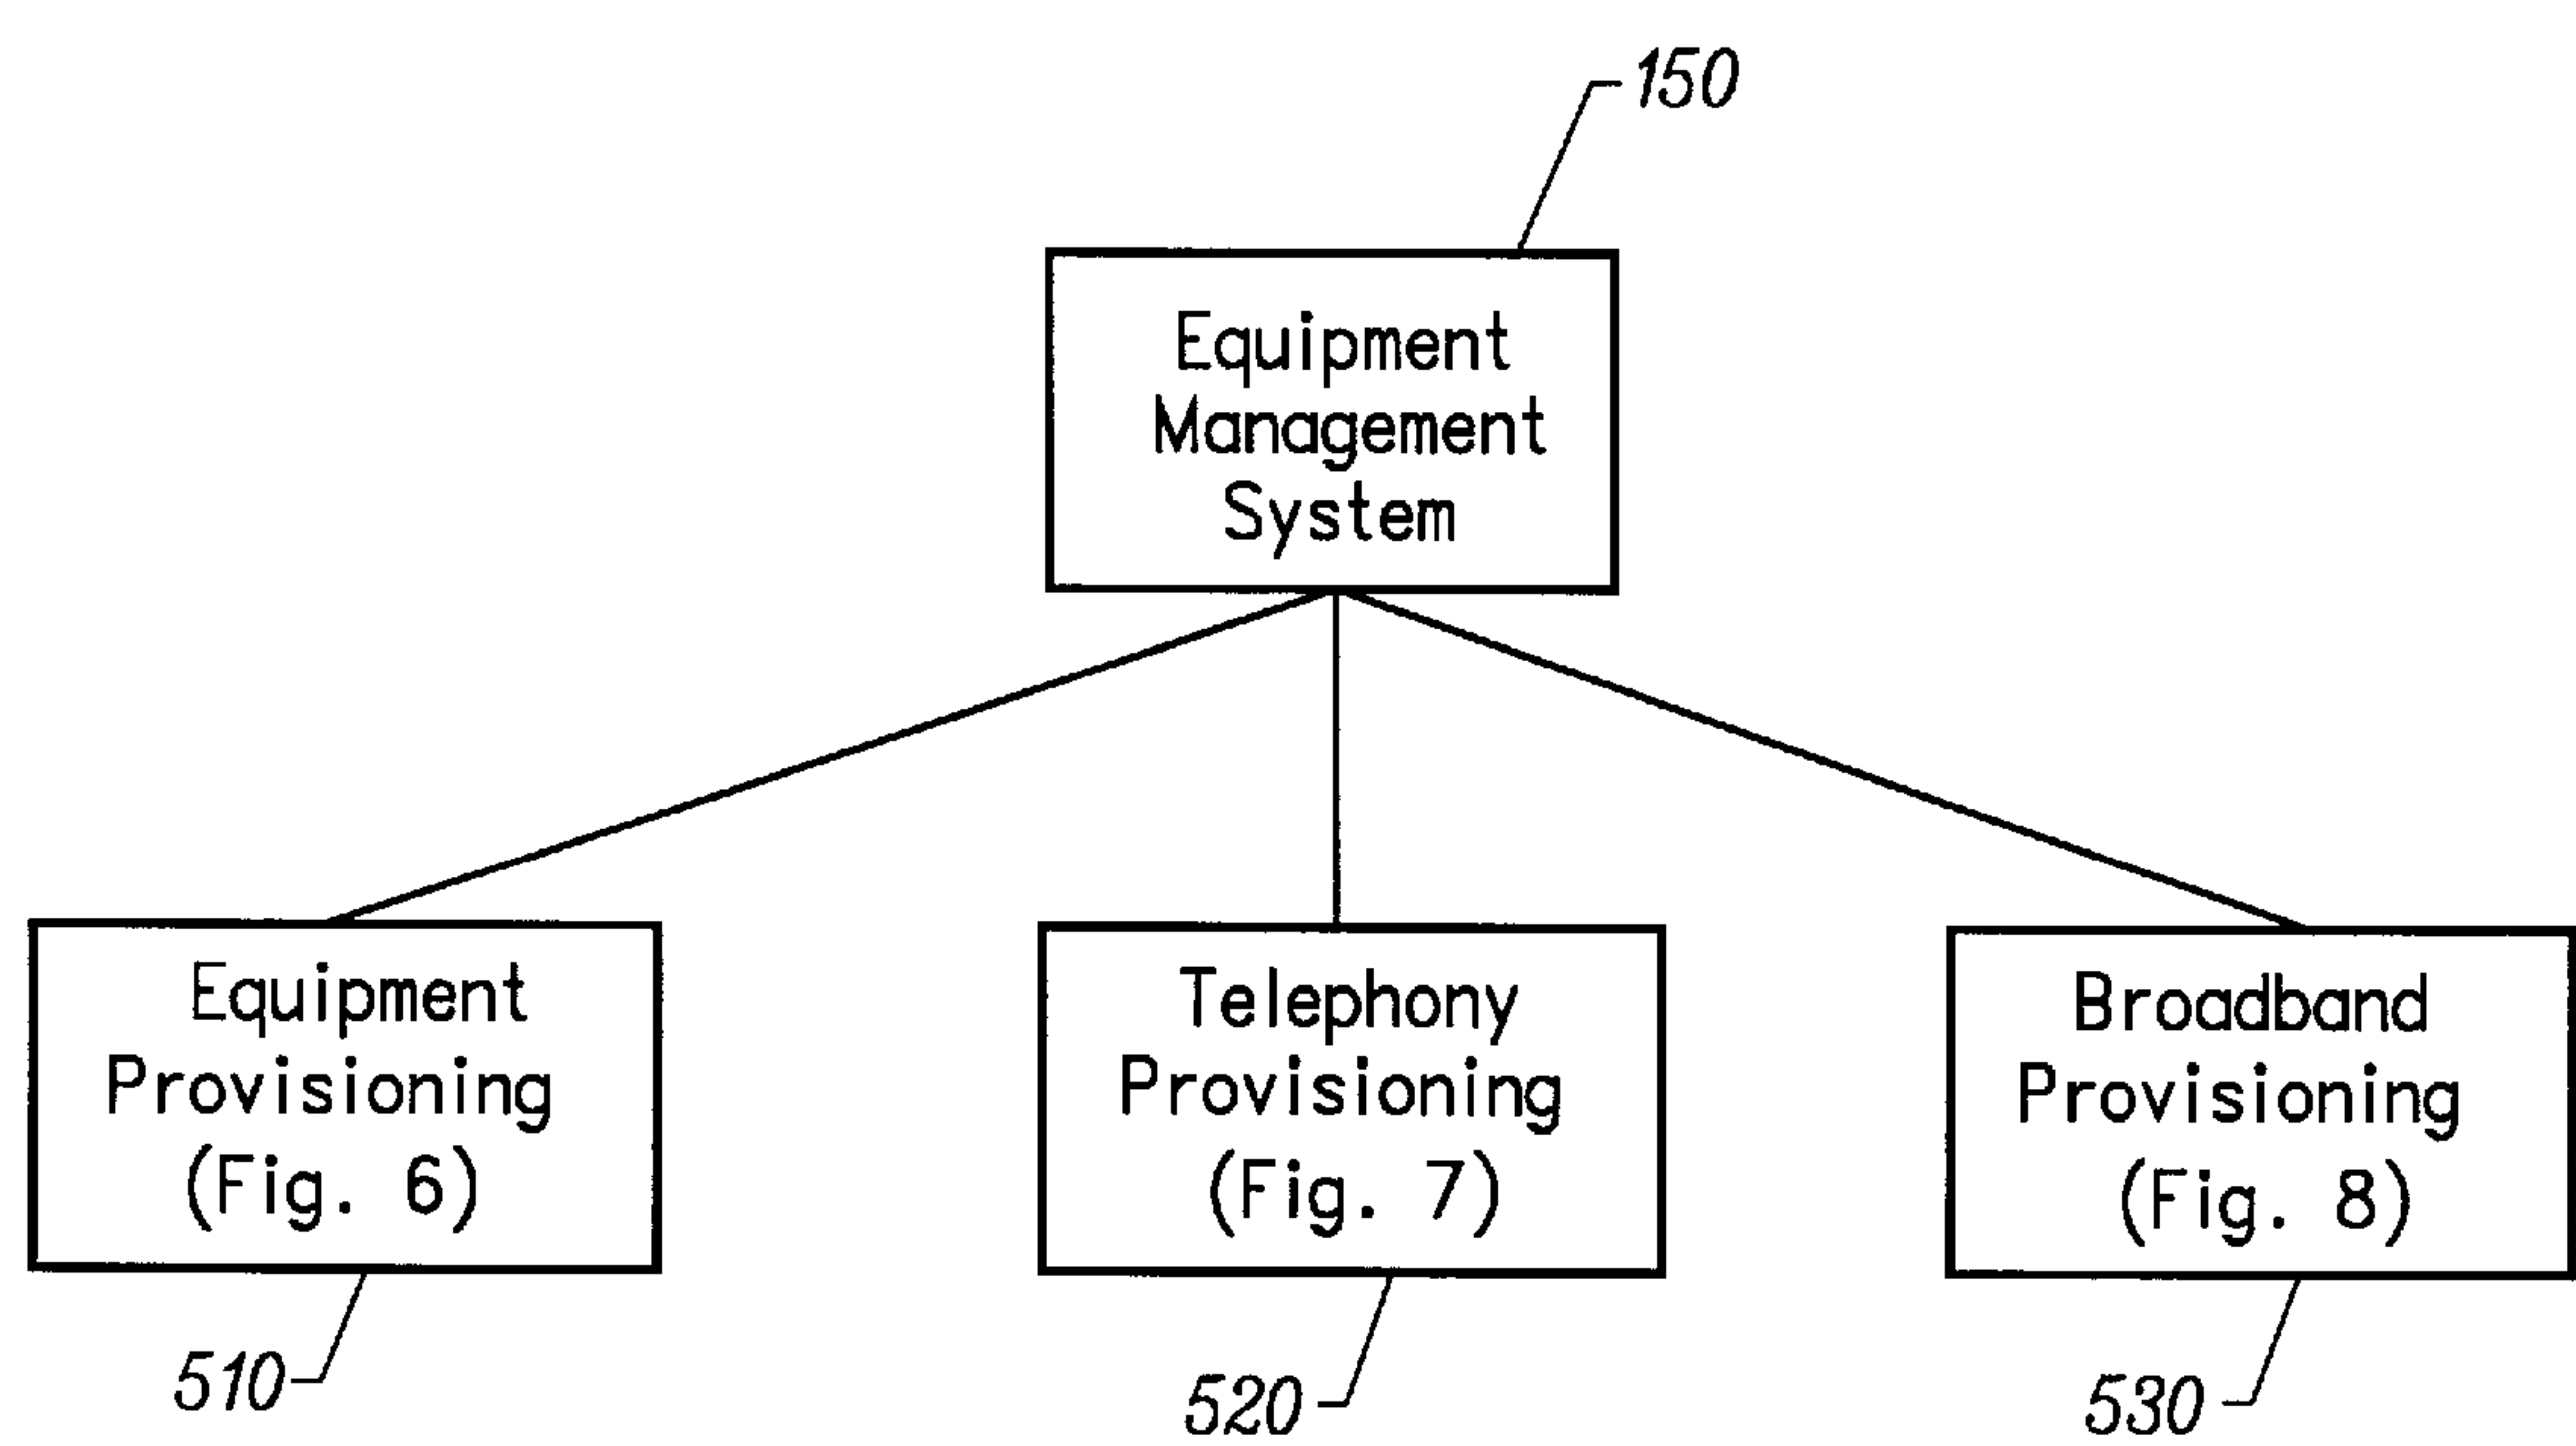 150
Equipment
Management
System
Equipment
Provisioning
(Fig. 6)
Telephony
Provisioning
(Fig. 7)
Broadband
Provisioning
(Fig. 8)
510
520
530